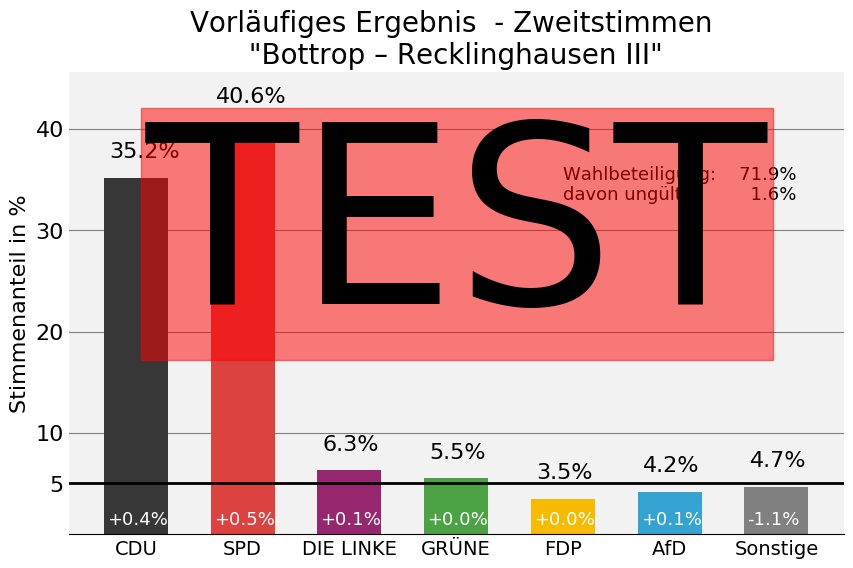 Vorläufiges Ergebnis  - Zweitstimmen
"Bottrop – Recklinghausen III"
Stimmenanteil in %
40
30
20
10
5
TEST
Wahlbeteiligung: 71.9%
davon ungült 1.6%
35.2%
40.6%
6.3%
5.5%
3.5%
4.2%
4.7%
+0.4%
+0.5%
+0.1%
+0.0%
+0.0%
+0.1%
-1.1%
CDU
SPD
DIE LINKE
GRÜNE
FDP
AfD
Sonstige